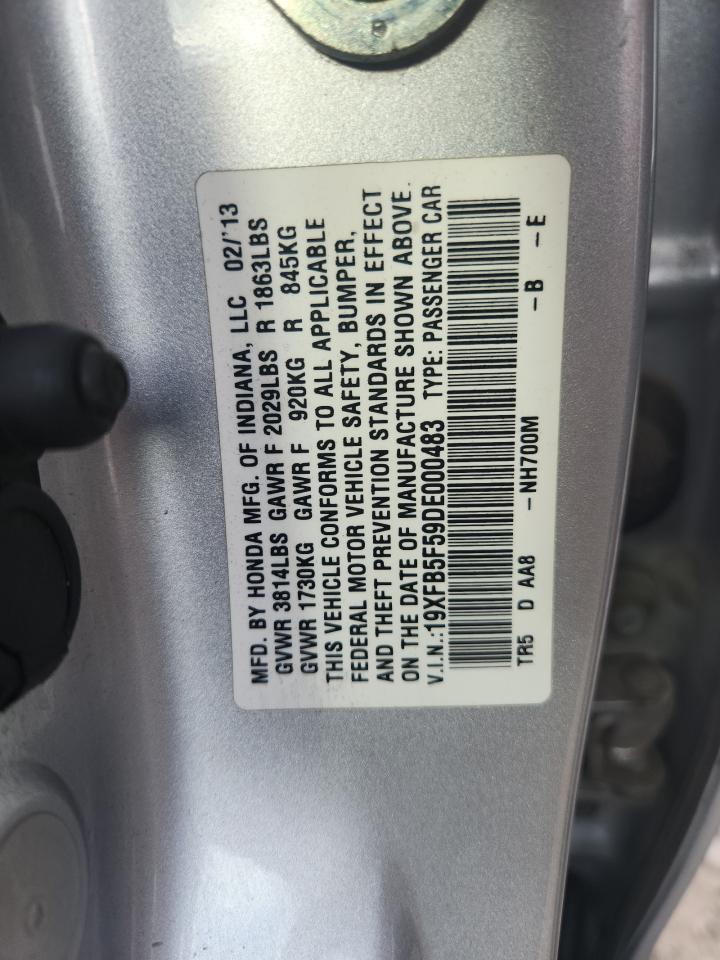 MFD. BY HONDA MFG. OF INDIANA, LLC 02/'13
GVWR 3814LBS GAWR F 2029LBS R 1863LBS
GVWR 1730KG GAWR F 920KG R 845KG
THIS VEHICLE CONFORMS TO ALL APPLICABLE
FEDERAL MOTOR VEHICLE SAFETY, BUMPER,
AND THEFT PREVENTION STANDARDS IN EFFECT
ON THE DATE OF MANUFACTURE SHOWN ABOVE.
V.I.N.:19XFB5F59DE000483 TYPE: PASSENGER CAR
TR5 D AA8 -NH700M -B -E